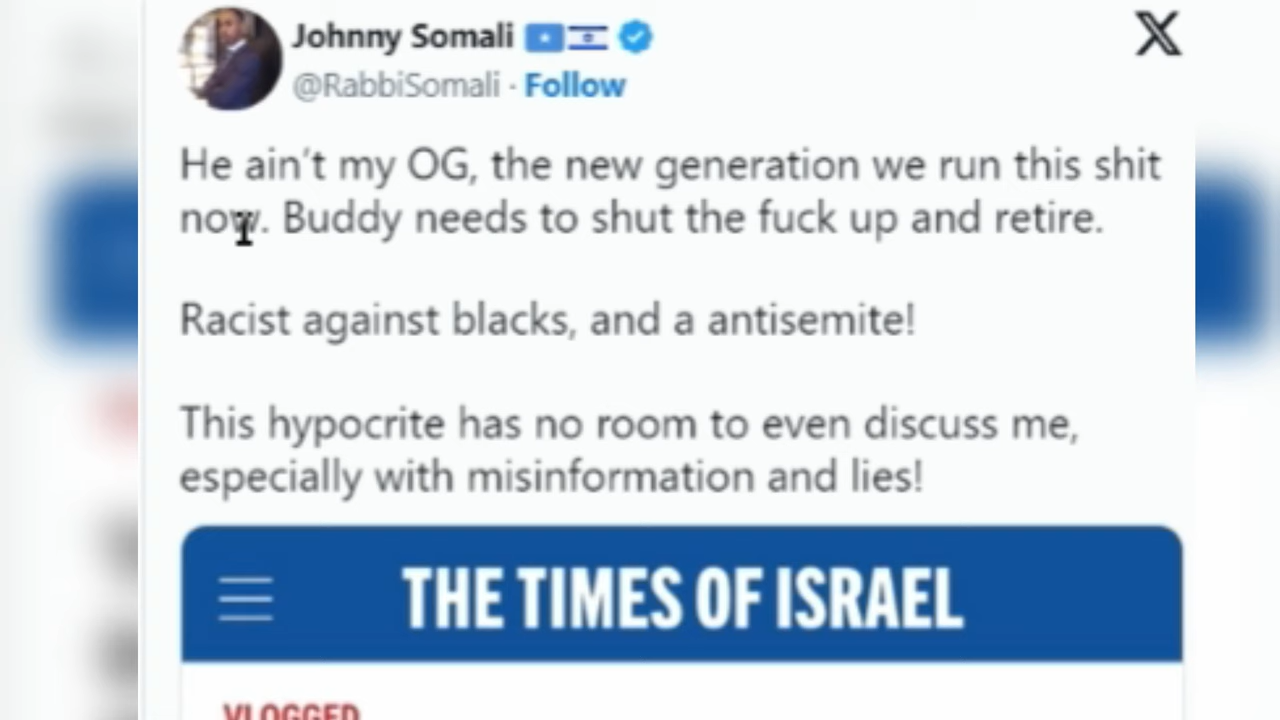 Johnny Somali
@RabbiSomali · Follow
He ain't my OG, the new generation we run this shit
now. Buddy needs to shut the fuck up and retire.
Racist against blacks, and a antisemite!
This hypocrite has no room to even discuss me,
especially with misinformation and lies!
THE TIMES OF ISRAEL
VLOGGED